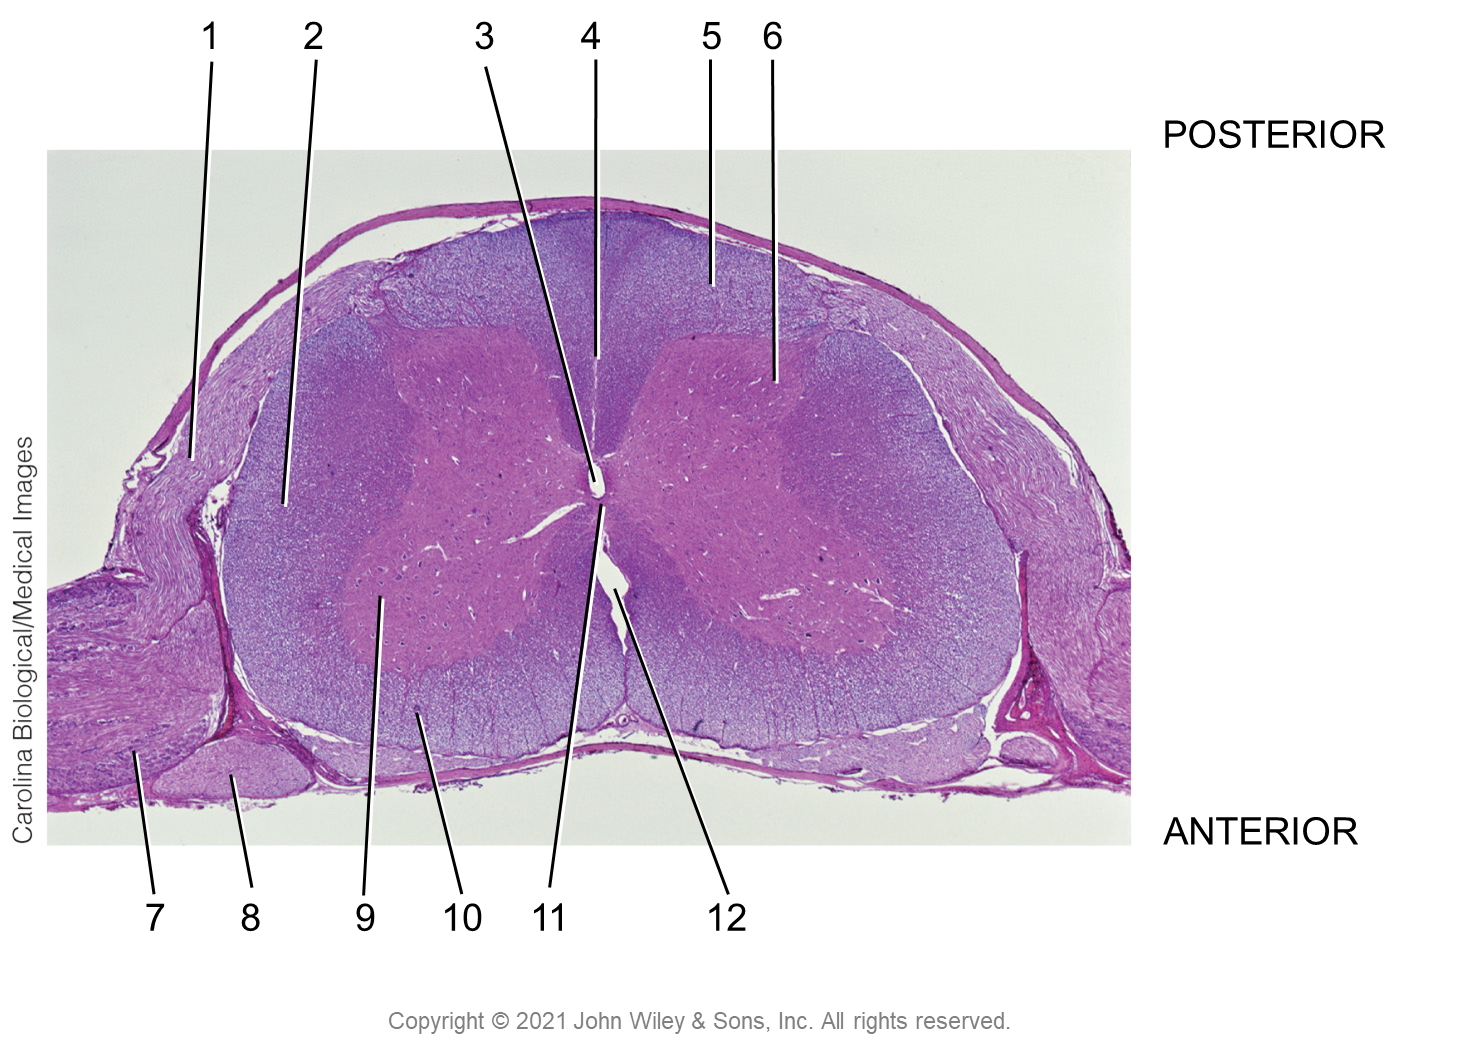 1 2 3 4 5 6
POSTERIOR
Carolina Biological/Medical Images
ANTERIOR
7 8 9 10 11 12
Copyright © 2021 John Wiley & Sons, Inc. All rights reserved.